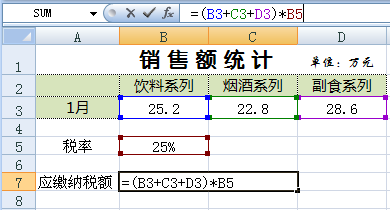 SUM =(B3+C3+D3)*B5
A B C D
1 销售额统计 单位：万元
2 饮料系列 烟酒系列 副食系列
3 1月 25.2 22.8 28.6
4
5 税率 25%
6
7 应缴纳税额 =(B3+C3+D3)*B5